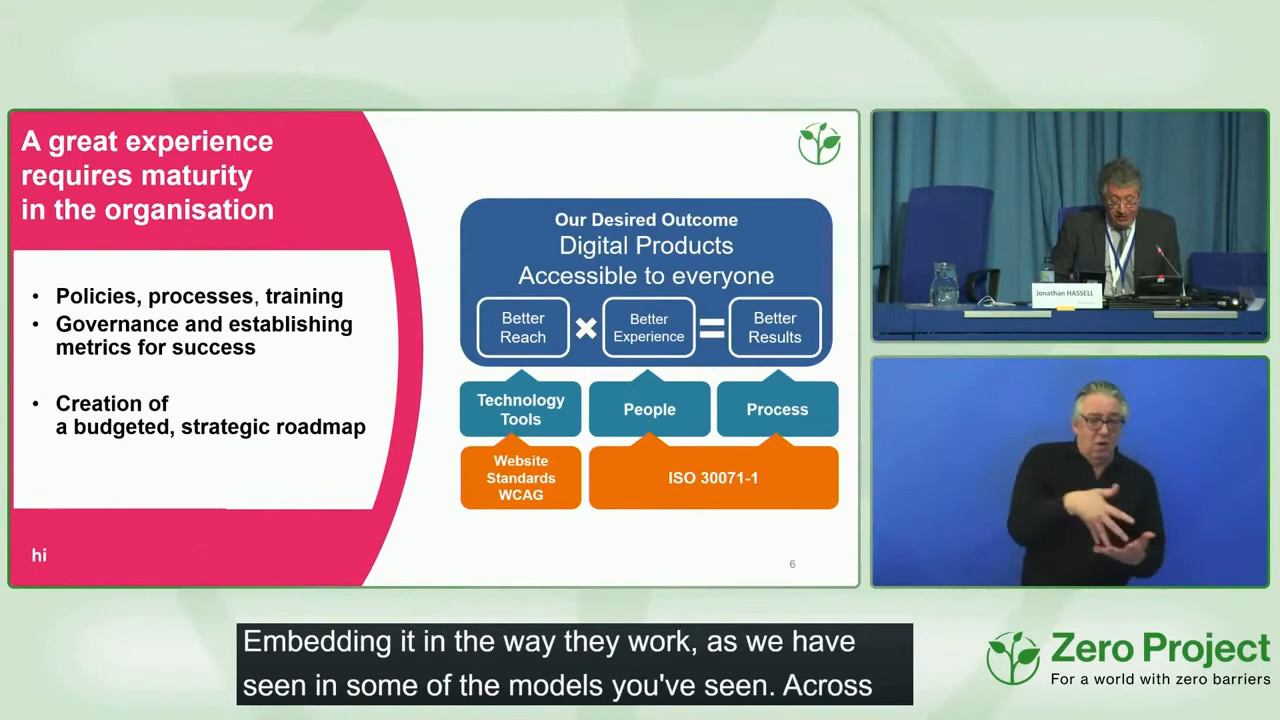 A great experience
requires maturity
in the organisation
• Policies, processes, training
• Governance and establishing
metrics for success
• Creation of
a budgeted, strategic roadmap
hi
Our Desired Outcome
Digital Products
Accessible to everyone
Better
Reach
×
Better
Experience
=
Better
Results
Technology
Tools
People
Process
Website
Standards
WCAG
ISO 30071-1
6
Jonathan HASSELL
Embedding it in the way they work, as we have
seen in some of the models you've seen. Across
Zero Project
For a world with zero barriers